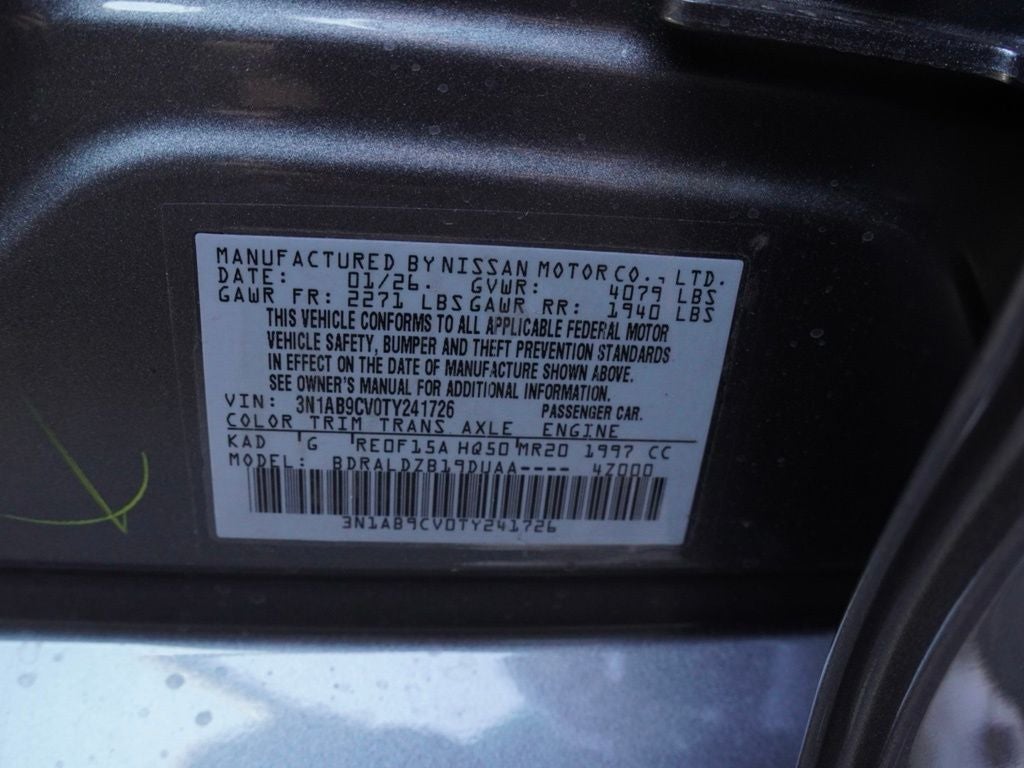 MANUFACTURED BY NISSAN MOTOR CO., LTD.
DATE: 01/26. GVWR: 4079 LBS
GAWR FR: 2271 LBS GAWR RR: 1940 LBS
THIS VEHICLE CONFORMS TO ALL APPLICABLE FEDERAL MOTOR
VEHICLE SAFETY, BUMPER AND THEFT PREVENTION STANDARDS
IN EFFECT ON THE DATE OF MANUFACTURE SHOWN ABOVE.
SEE OWNER'S MANUAL FOR ADDITIONAL INFORMATION.
VIN: 3N1AB9CV0TY241726 PASSENGER CAR.
COLOR TRIM TRANS AXLE ENGINE
KAD G RE0F15A HQ50 MR20 1997 CC
MODEL: BDRALDZB19DUAA---- 4Z000
3N1AB9CV0TY241726